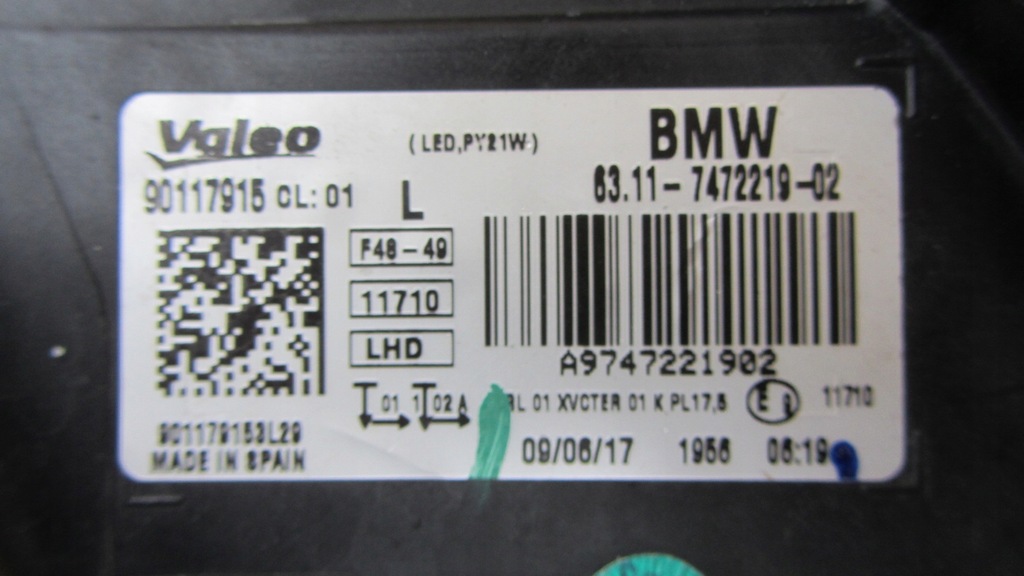 Valeo
(LED,PY21W)
BMW
90117915 CL: 01
L
63.11-7472219-02
F48-49
11710
LHD
A9747221902
01 1 02 A
RL 01 XVCTER 01 K PL17,5
E
11710
901179153L29
MADE IN SPAIN
09/06/17 1956 06:19